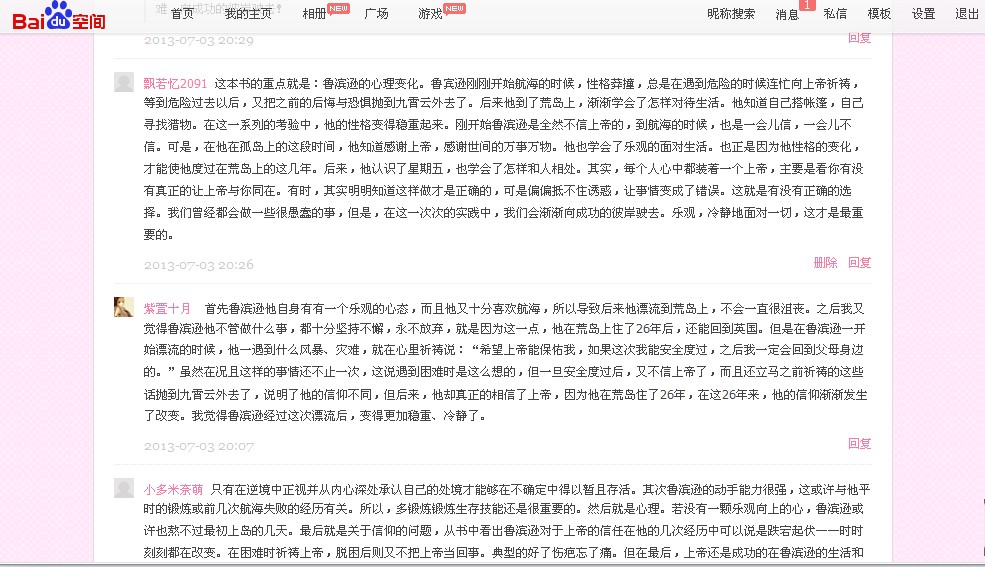 难，向成功的彼岸驶去！
Bai du 空间 首页 我的主页 相册 NEW 广场 游戏 NEW 昵称搜索 消息 1 私信 模板 设置 退出
2013-07-03 20:29 回复
飘若忆2091 这本书的重点就是：鲁滨逊的心理变化。鲁宾逊刚刚开始航海的时候，性格莽撞，总是在遇到危险的时候连忙向上帝祈祷，
等到危险过去以后，又把之前的后悔与恐惧抛到九霄云外去了。后来他到了荒岛上，渐渐学会了怎样对待生活。他知道自己搭帐篷，自己
寻找猎物。在这一系列的考验中，他的性格变得稳重起来。刚开始鲁滨逊是全然不信上帝的，到航海的时候，也是一会儿信，一会儿不
信。可是，在他在孤岛上的这段时间，他知道感谢上帝，感谢世间的万事万物。他也学会了乐观的面对生活。也正是因为他性格的变化，
才能使他度过在荒岛上的这几年。后来，他认识了星期五，也学会了怎样和人相处。其实，每个人心中都装着一个上帝，主要是看你有没
有真正的让上帝与你同在。有时，其实明明知道这样做才是正确的，可是偏偏抵不住诱惑，让事情变成了错误。这就是有没有正确的选
择。我们曾经都会做一些很愚蠢的事，但是，在这一次次的实践中，我们会渐渐向成功的彼岸驶去。乐观，冷静地面对一切，这才是最重
要的。
2013-07-03 20:26 删除 回复
紫萱十月 首先鲁滨逊他自身有有一个乐观的心态，而且他又十分喜欢航海，所以导致后来他漂流到荒岛上，不会一直很沮丧。之后我又
觉得鲁滨逊他不管做什么事，都十分坚持不懈，永不放弃，就是因为这一点，他在荒岛上住了26年后，还能回到英国。但是在鲁滨逊一开
始漂流的时候，他一遇到什么风暴、灾难，就在心里祈祷说：“希望上帝能保佑我，如果这次我能安全度过，之后我一定会回到父母身边
的。”虽然在况且这样的事情还不止一次，这说遇到困难时是这么想的，但一旦安全度过后，又不信上帝了，而且还立马之前祈祷的这些
话抛到九霄云外去了，说明了他的信仰不同，但后来，他却真正的相信了上帝，因为他在荒岛住了26年，在这26年来，他的信仰渐渐发生
了改变。我觉得鲁滨逊经过这次漂流后，变得更加稳重、冷静了。
2013-07-03 20:07 回复
小多米奈萌 只有在逆境中正视并从内心深处承认自己的处境才能够在不确定中得以暂且存活。其次鲁滨逊的动手能力很强，这或许与他平
时的锻炼或前几次航海失败的经历有关。所以，多锻炼锻炼生存技能还是很重要的。然后就是心理。若没有一颗乐观向上的心，鲁滨逊或
许也熬不过最初上岛的几天。最后就是关于信仰的问题，从书中看出鲁滨逊对于上帝的信任在他的几次经历中可以说是跌宕起伏一一时时
刻刻都在改变。在困难时祈祷上帝，脱困后则又不把上帝当回事。典型的好了伤疤忘了痛。但在最后，上帝还是成功的在鲁滨逊的生活和